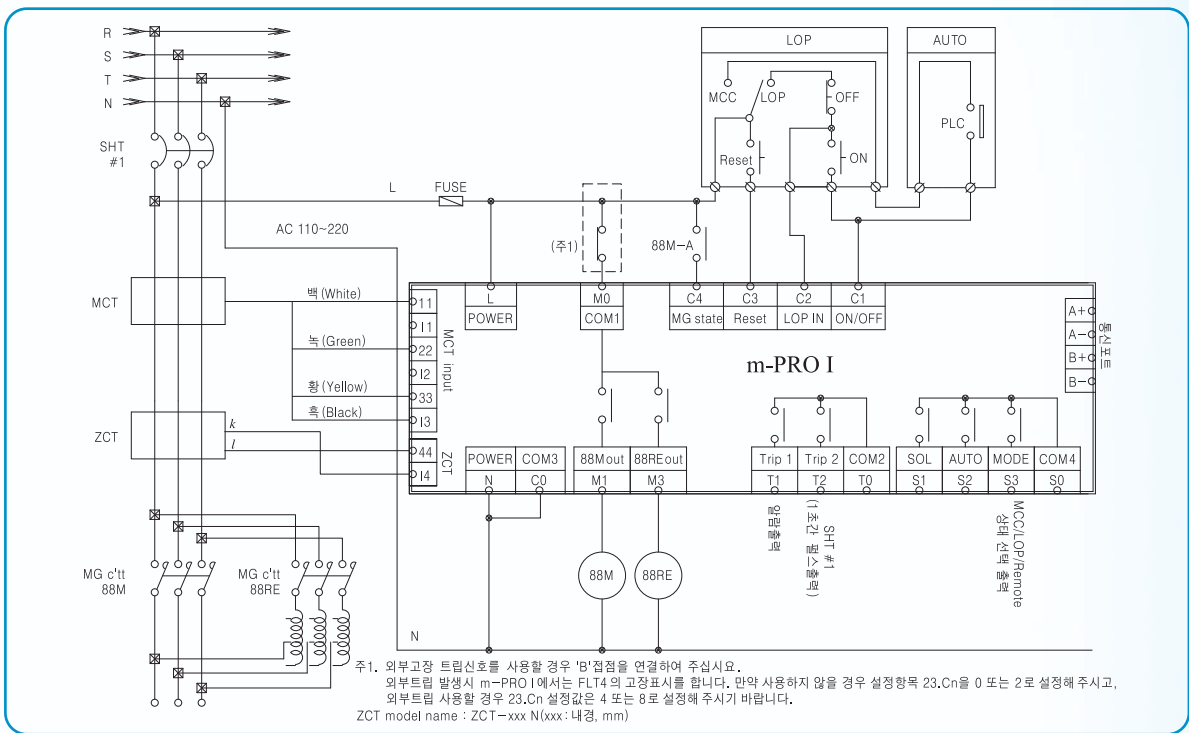 R
S
T
N
SHT
#1
L
FUSE
AC 110~220
(주1)
88M-A
LOP
MCC
LOP
OFF
Reset
ON
AUTO
PLC
MCT
백(White)
녹(Green)
황(Yellow)
흑(Black)
ZCT
k
l
11
I1
22
I2
33
I3
MCT input
44
I4
ZCT
L
POWER
M0
COM1
C4
MG state
C3
Reset
C2
LOP IN
C1
ON/OFF
A+
A-
B+
B-
통신포트
m-PRO I
POWER
N
COM3
C0
88Mout
M1
88REout
M3
Trip 1
T1
Trip 2
T2
COM2
T0
SOL
S1
AUTO
S2
MODE
S3
COM4
S0
알람출력
SHT #1
(1초간 펄스출력)
MCC/LOP/Remote
상태 선택 출력
88M
88RE
MG c'tt
88M
MG c'tt
88RE
N
주1. 외부고장 트립신호를 사용할 경우 'B'접점을 연결하여 주십시요.
외부트립 발생시 m-PRO I에서는 FLT4의 고장표시를 합니다. 만약 사용하지 않을 경우 설정항목 23.Cn을 0 또는 2로 설정해 주시고,
외부트립 사용할 경우 23.Cn 설정값은 4 또는 8로 설정해 주시기 바랍니다.
ZCT model name : ZCT-xxx N(xxx : 내경, mm)